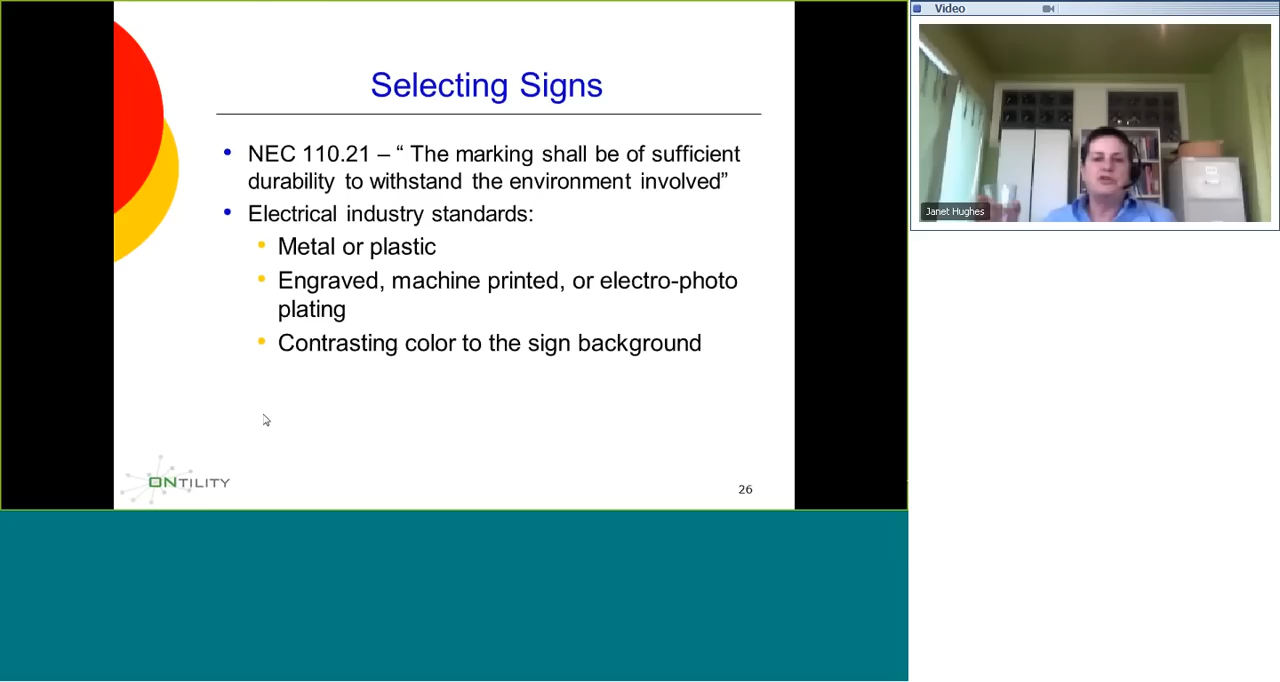 Selecting Signs
• NEC 110.21 – “ The marking shall be of sufficient
durability to withstand the environment involved”
• Electrical industry standards:
• Metal or plastic
• Engraved, machine printed, or electro-photo
plating
• Contrasting color to the sign background
ONTILITY
26
Video
Janet Hughes